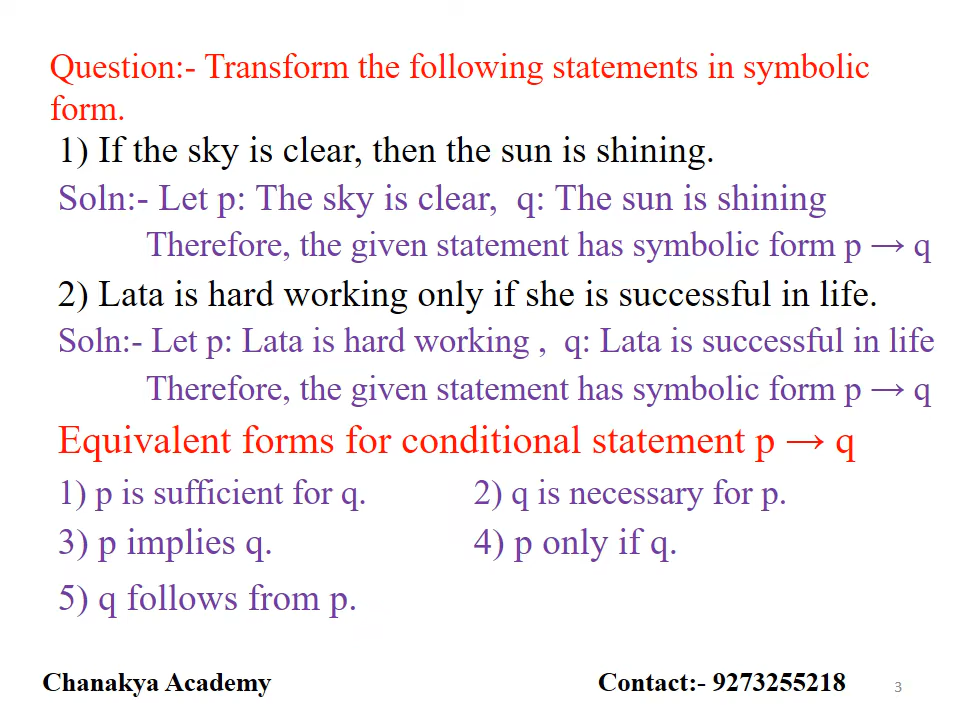 Question:- Transform the following statements in symbolic
form.
1) If the sky is clear, then the sun is shining.
Soln:- Let p: The sky is clear,  q: The sun is shining
Therefore, the given statement has symbolic form p → q
2) Lata is hard working only if she is successful in life.
Soln:- Let p: Lata is hard working ,  q: Lata is successful in life
Therefore, the given statement has symbolic form p → q
Equivalent forms for conditional statement p → q
1) p is sufficient for q.    2) q is necessary for p.
3) p implies q.    4) p only if q.
5) q follows from p.
Chanakya Academy    Contact:- 9273255218    3